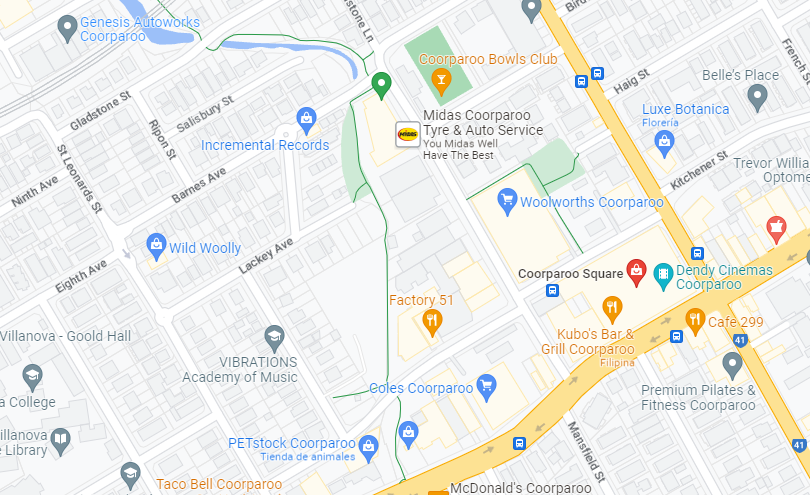 Bird
stone Ln
Genesis Autoworks
Coorparoo
Coorparoo Bowls Club
French St
Haig St
Belle's Place
Gladstone St
Salisbury St
Luxe Botanica
Florería
Midas Coorparoo
Tyre & Auto Service
You Midas Well
Have The Best
MIDAS
Incremental Records
Ripon St
St Leonards St
Barnes Ave
Ninth Ave
Kitchener St
Trevor Willia
Optome
Woolworths Coorparoo
Wild Woolly
Lackey Ave
Eighth Ave
Coorparoo Square
Dendy Cinemas
Coorparoo
Factory 51
Cafe 299
Kubo's Bar &
Grill Coorparoo
Filipina
41
Villanova - Goold Hall
VIBRATIONS
Academy of Music
Coles Coorparoo
Premium Pilates &
Fitness Coorparoo
a College
Villanova
e Library
PETstock Coorparoo
Tienda de animales
Mansfield St
41
Taco Bell Coorparoo
McDonald's Coorparoo